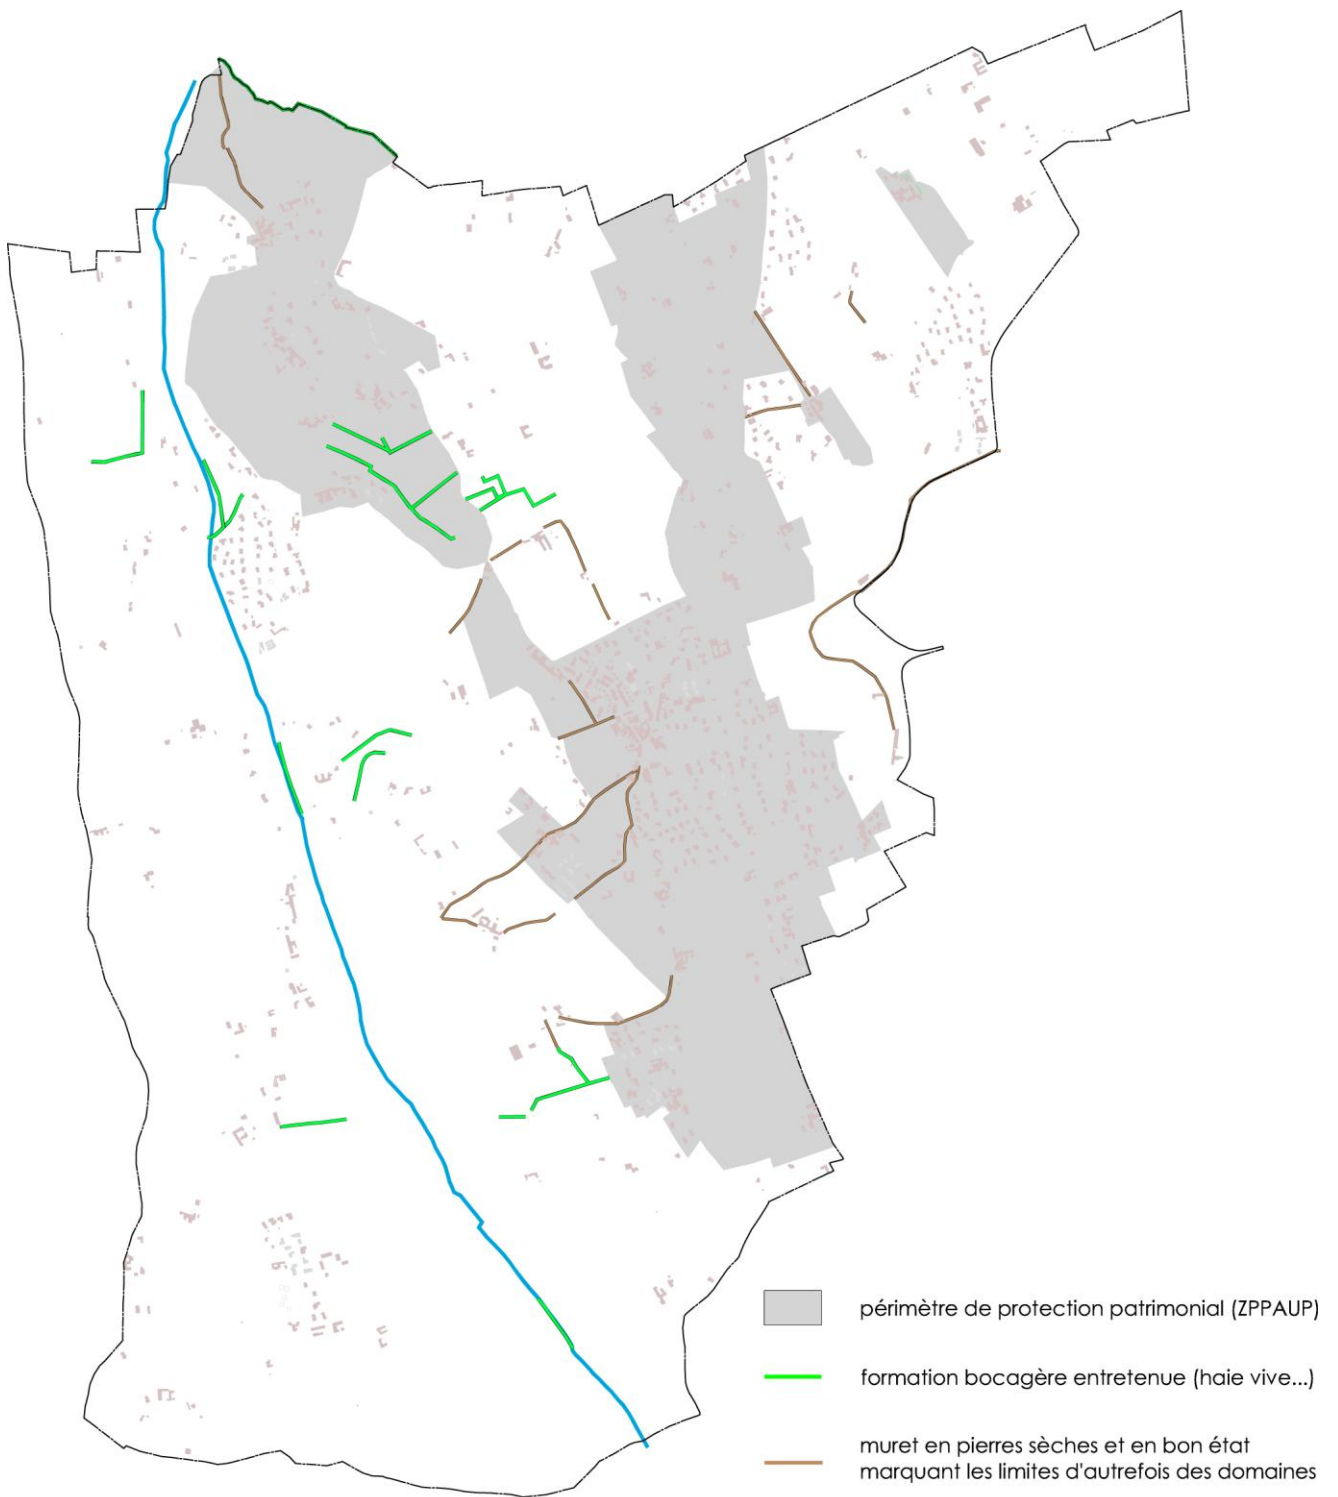 périmètre de protection patrimonial (ZPPAUP)
formation bocagère entretenue (haie vive...)
muret en pierres sèches et en bon état
marquant les limites d'autrefois des domaines